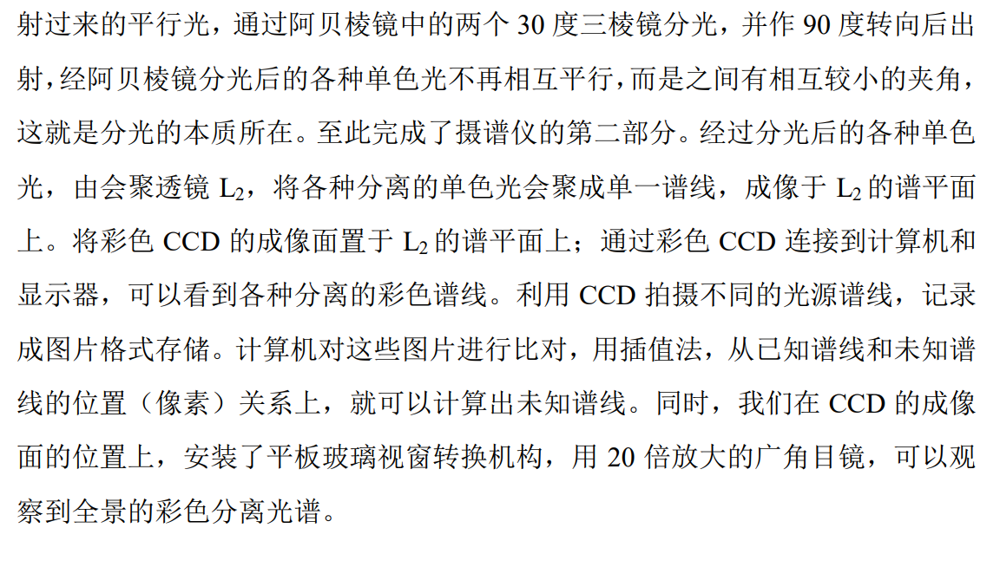 射过来的平行光，通过阿贝棱镜中的两个 30 度三棱镜分光，并作 90 度转向后出
射，经阿贝棱镜分光后的各种单色光不再相互平行，而是之间有相互较小的夹角，
这就是分光的本质所在。至此完成了摄谱仪的第二部分。经过分光后的各种单色
光，由会聚透镜 L₂，将各种分离的单色光会聚成单一谱线，成像于 L₂ 的谱平面
上。将彩色 CCD 的成像面置于 L₂ 的谱平面上；通过彩色 CCD 连接到计算机和
显示器，可以看到各种分离的彩色谱线。利用 CCD 拍摄不同的光源谱线，记录
成图片格式存储。计算机对这些图片进行比对，用插值法，从已知谱线和未知谱
线的位置（像素）关系上，就可以计算出未知谱线。同时，我们在 CCD 的成像
面的位置上，安装了平板玻璃视窗转换机构，用 20 倍放大的广角目镜，可以观
察到全景的彩色分离光谱。